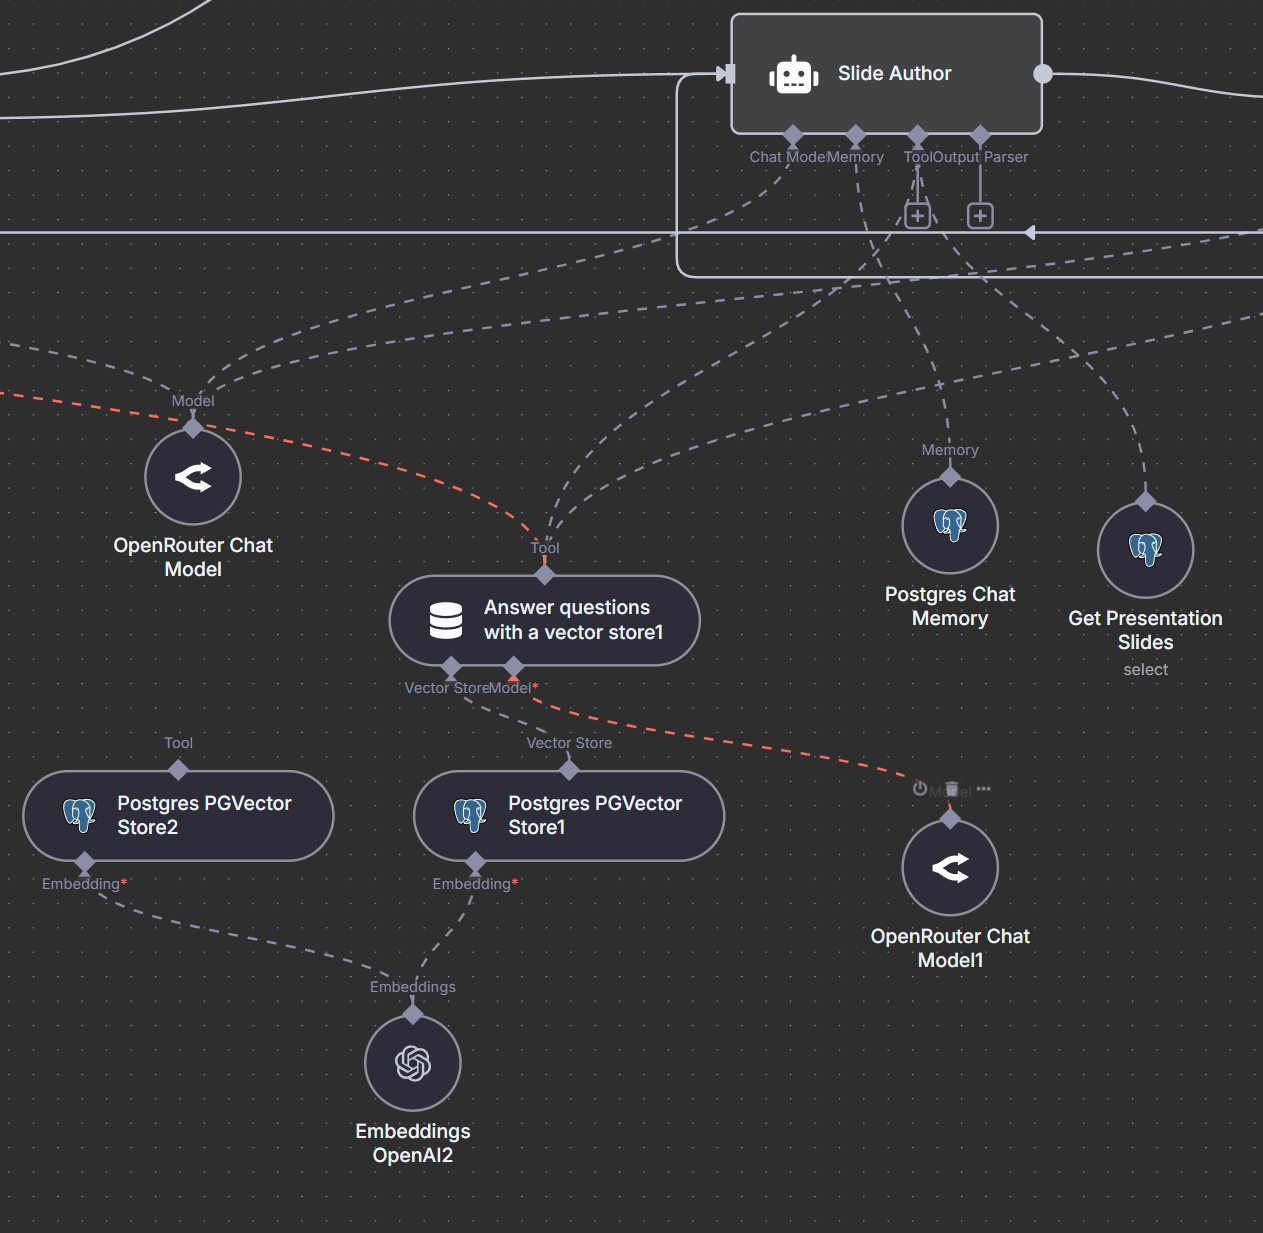 Slide Author
Chat Model
Memory
Tool
Output Parser
Model
OpenRouter Chat
Model
Memory
Postgres Chat
Memory
Get Presentation
Slides
select
Tool
Answer questions
with a vector store1
Vector Store
Model*
Tool
Postgres PGVector
Store2
Embedding*
Vector Store
Postgres PGVector
Store1
Embedding*
Model
OpenRouter Chat
Model1
Embeddings
Embeddings
OpenAI2